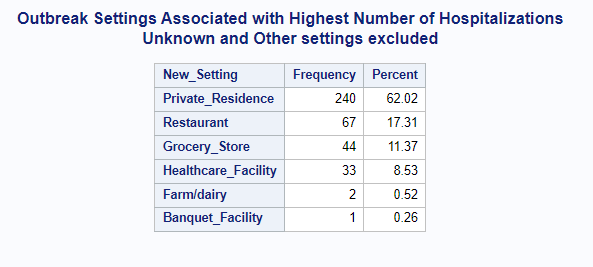 Outbreak Settings Associated with Highest Number of Hospitalizations
Unknown and Other settings excluded
New_Setting Frequency Percent
Private_Residence 240 62.02
Restaurant 67 17.31
Grocery_Store 44 11.37
Healthcare_Facility 33 8.53
Farm/dairy 2 0.52
Banquet_Facility 1 0.26